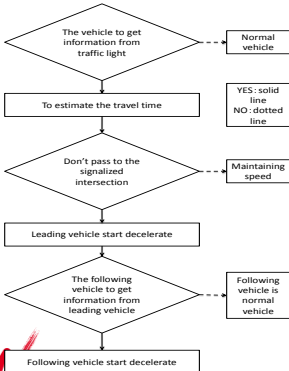 The vehicle to get
information from
traffic light
Normal
vehicle
To estimate the travel time
YES：solid
line
NO：dotted
line
Don't pass to the
signalized
intersection
Maintaining
speed
Leading vehicle start decelerate
The following
vehicle to get
information from
leading vehicle
Following
vehicle is
normal
vehicle
Following vehicle start decelerate